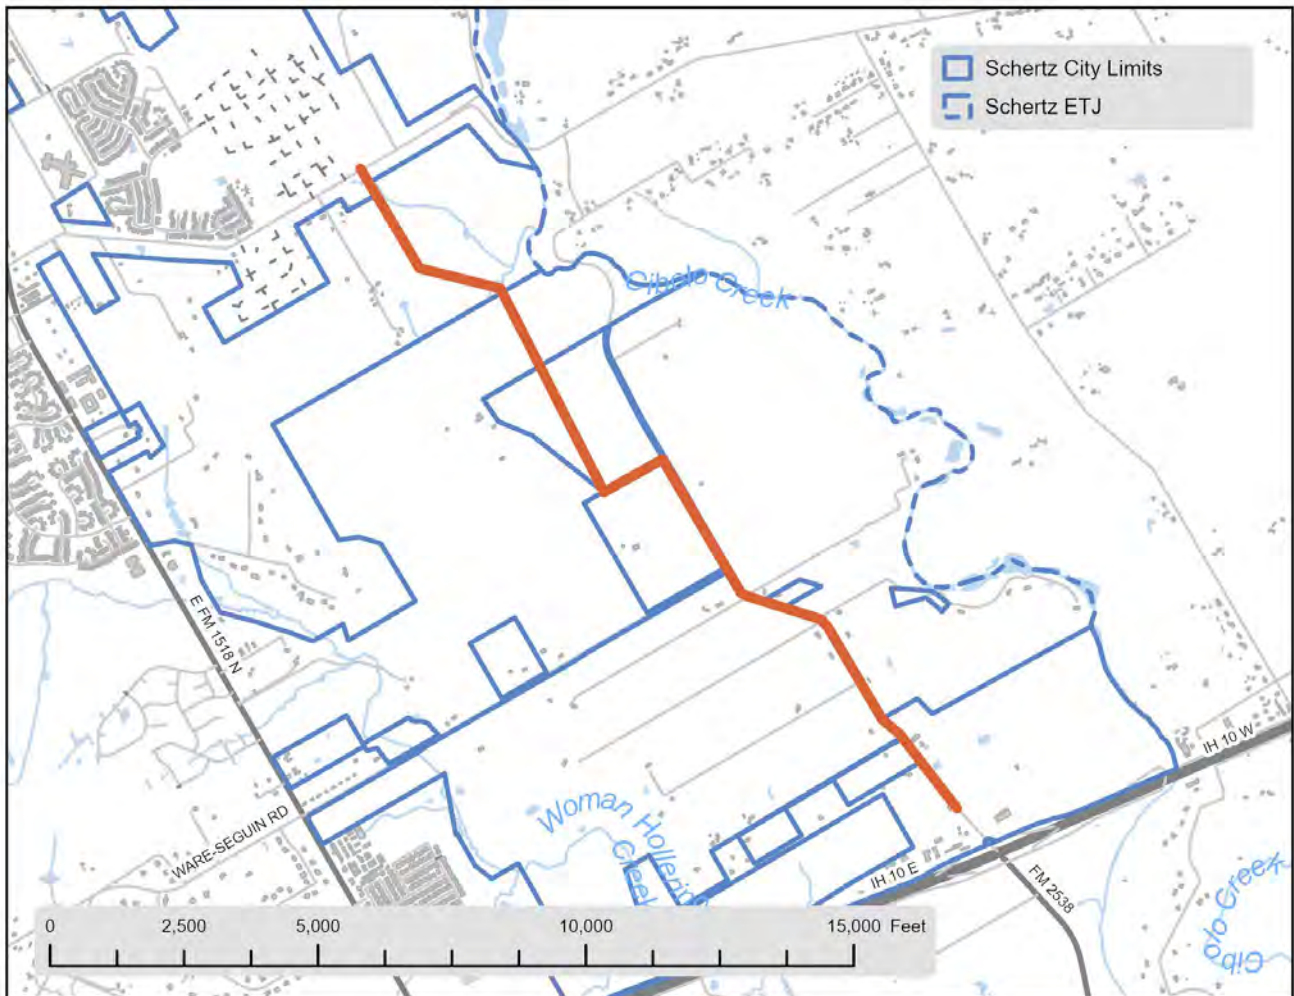 Schertz City Limits
Schertz ETJ
Cibolo Creek
E FM 1518 N
IH 10 W
Woman Hollering
Creek
WARE-SEGUIN RD
IH 10 E
FM 2538
Cibolo Creek
0 2,500 5,000 10,000 15,000 Feet